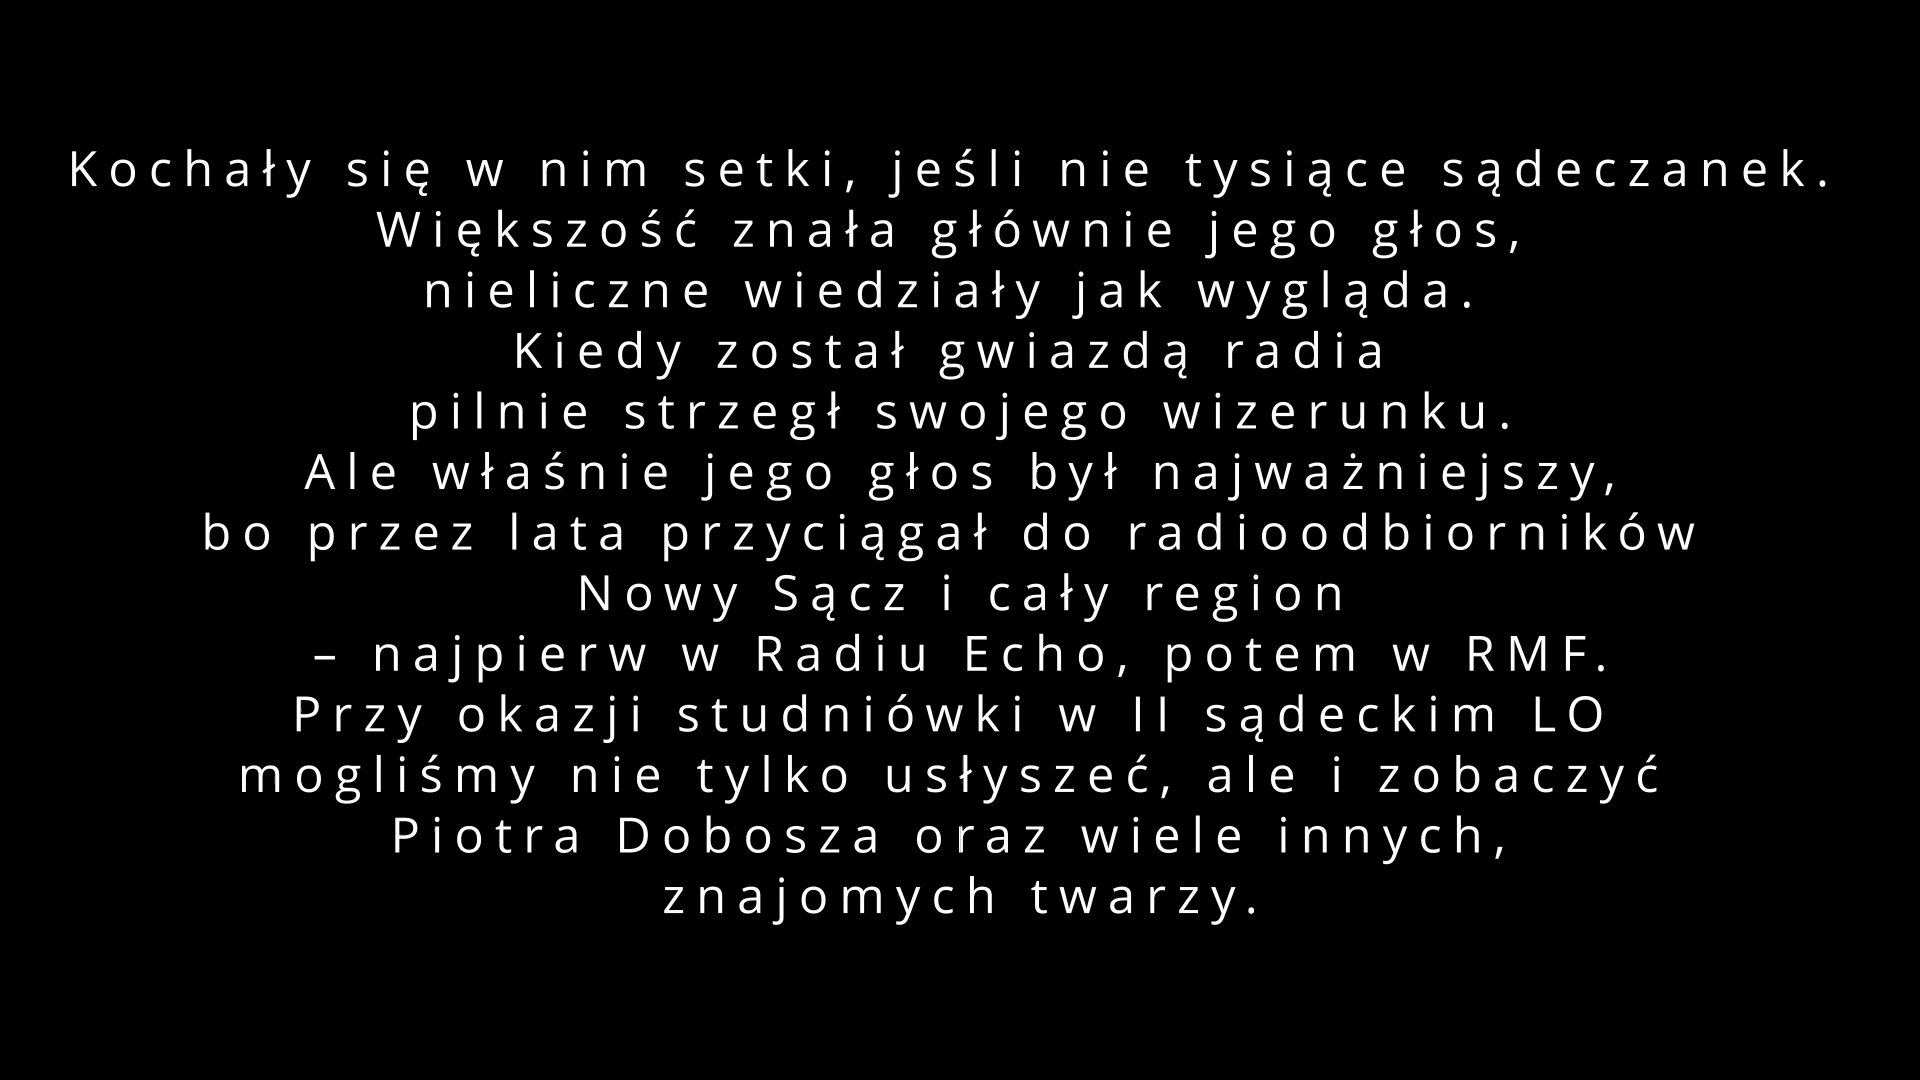 Kochały się w nim setki, jeśli nie tysiące sądeczanek.
Większość znała głównie jego głos,
nieliczne wiedziały jak wygląda.
Kiedy został gwiazdą radia
pilnie strzegł swojego wizerunku.
Ale właśnie jego głos był najważniejszy,
bo przez lata przyciągał do radioodbiorników
Nowy Sącz i cały region
– najpierw w Radiu Echo, potem w RMF.
Przy okazji studniówki w II sądeckim LO
mogliśmy nie tylko usłyszeć, ale i zobaczyć
Piotra Dobosza oraz wiele innych,
znajomych twarzy.